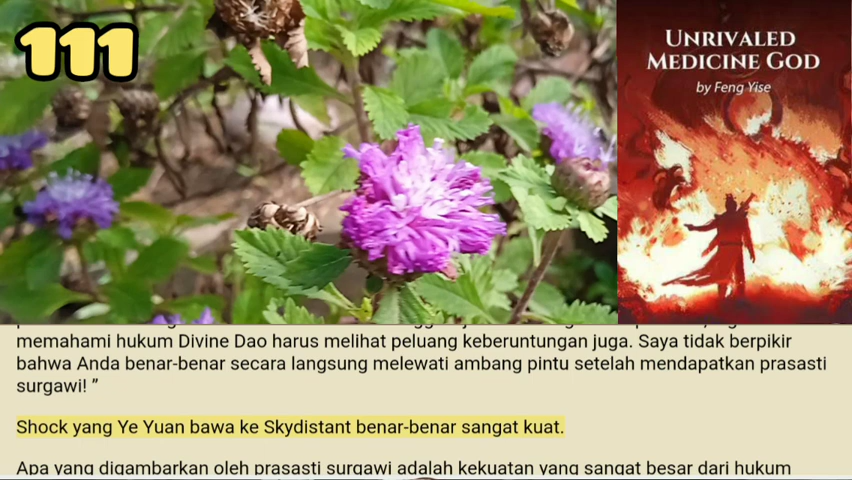 111
UNRIVALED
MEDICINE GOD
by Feng Yise
memahami hukum Divine Dao harus melihat peluang keberuntungan juga. Saya tidak berpikir
bahwa Anda benar-benar secara langsung melewati ambang pintu setelah mendapatkan prasasti
surgawi! ”
Shock yang Ye Yuan bawa ke Skydistant benar-benar sangat kuat.
Apa yang digambarkan oleh prasasti surgawi adalah kekuatan yang sangat besar dari hukum